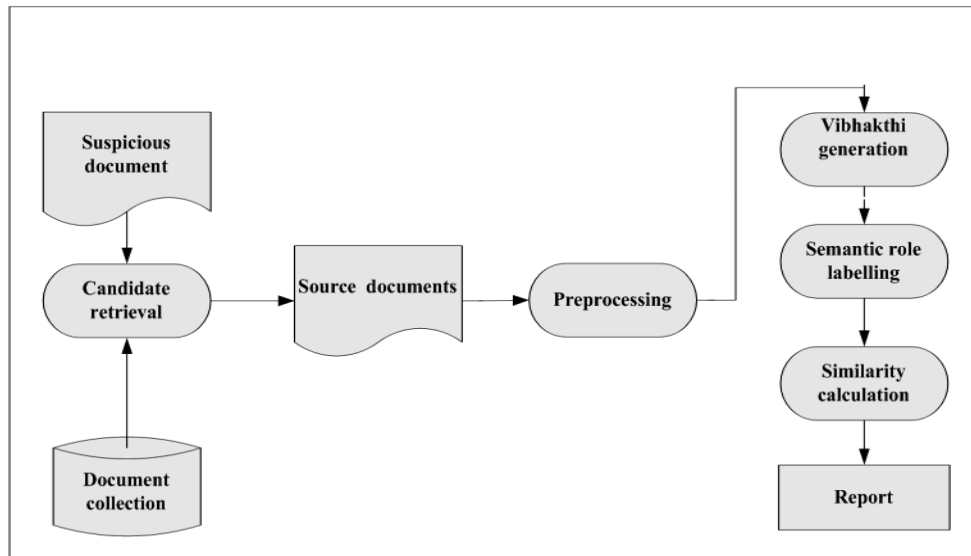 Suspicious
document
Candidate
retrieval
Document
collection
Source documents
Preprocessing
Vibhakthi
generation
Semantic role
labelling
Similarity
calculation
Report